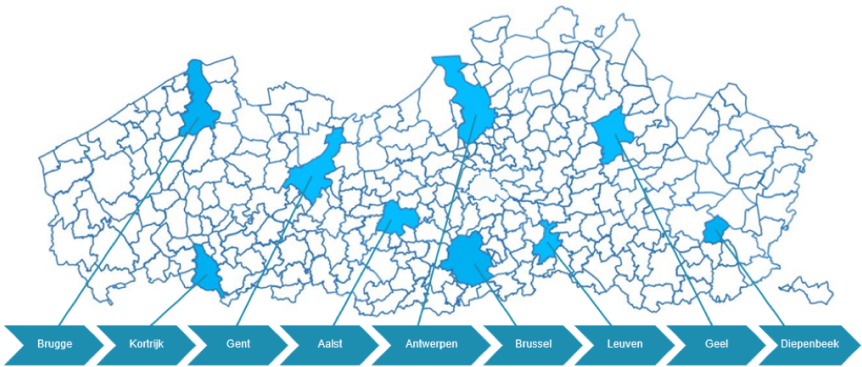 Brugge
Kortrijk
Gent
Aalst
Antwerpen
Brussel
Leuven
Geel
Diepenbeek